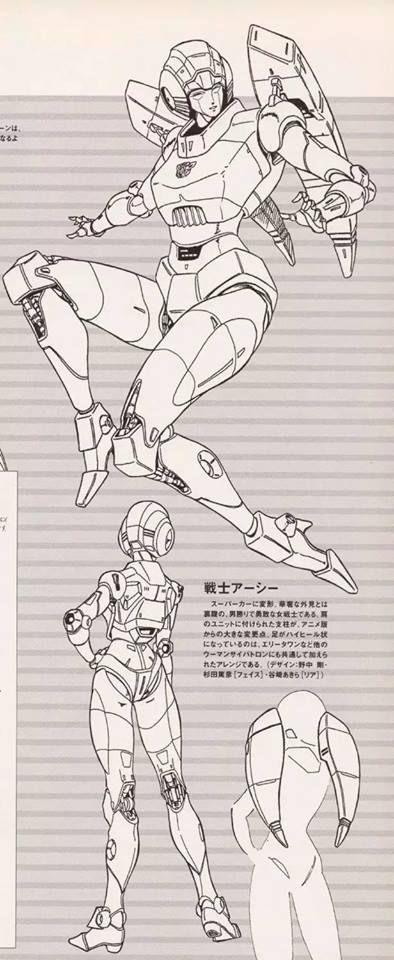 ーンは、
なるよ
戦士アーシー
スーパーカーに変形。華奢な外見とは
裏腹の、男勝りで勇敢な女戦士である。肩
のユニットに付けられた支柱が、アニメ版
からの大きな変更点。足がハイヒール状
になっているのは、エリータワンなど他の
ウーマンサイバトロンにも共通して加えら
れたアレンジである。(デザイン:野中 剛・
杉田篤彦[フェイス]・谷崎あきら[リア])